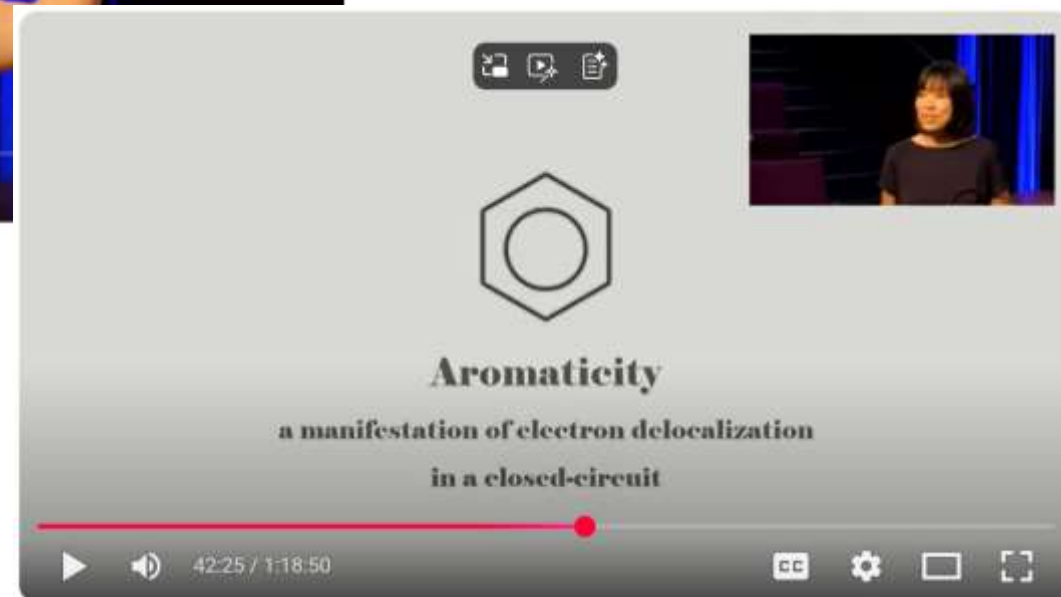 Aromaticity
a manifestation of electron delocalization
in a closed-circuit
42:25 / 1:18:50
CC